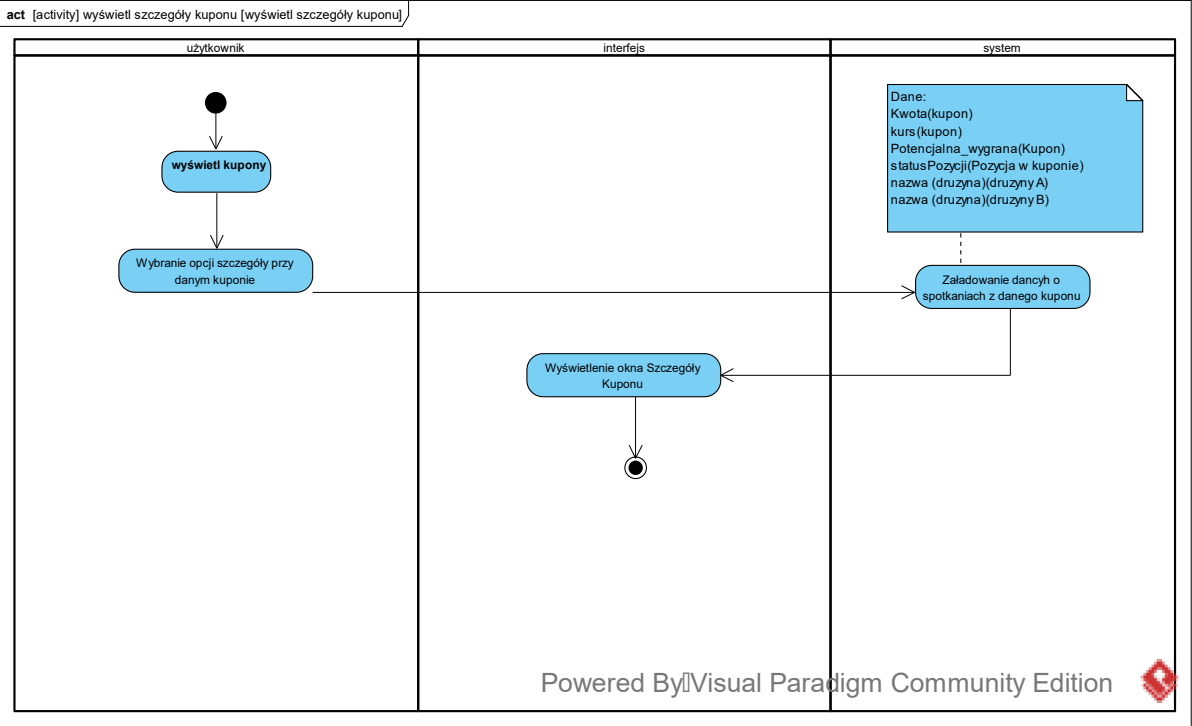 act [activity] wyświetl szczegóły kuponu [wyświetl szczegóły kuponu]
użytkownik
interfejs
system
Dane:
Kwota(kupon)
kurs(kupon)
Potencjalna_wygrana(Kupon)
statusPozycji(Pozycja w kuponie)
nazwa (druzyna)(druzyny A)
nazwa (druzyna)(druzyny B)
wyświetl kupony
Wybranie opcji szczegóły przy
danym kuponie
Załadowanie dancyh o
spotkaniach z danego kuponu
Wyświetlenie okna Szczegóły
Kuponu
Powered By Visual Paradigm Community Edition